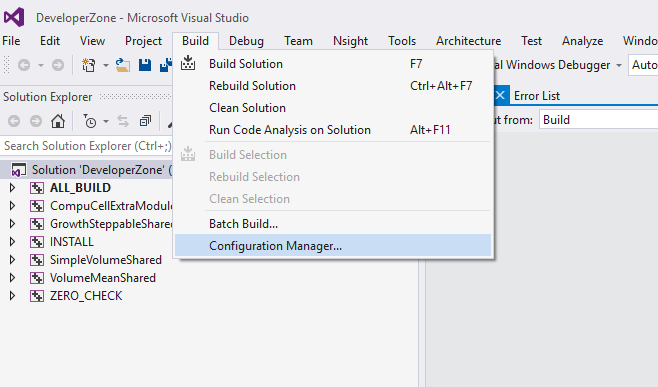 DeveloperZone - Microsoft Visual Studio
File Edit View Project Build Debug Team Nsight Tools Architecture Test Analyze Windo
Build Solution F7
Rebuild Solution Ctrl+Alt+F7
Clean Solution
Run Code Analysis on Solution Alt+F11
Build Selection
Rebuild Selection
Clean Selection
Batch Build...
Configuration Manager...
al Windows Debugger Auto
Solution Explorer
Search Solution Explorer (Ctrl+;)
Solution 'DeveloperZone' (
ALL_BUILD
CompuCellExtraModule
GrowthSteppableShared
INSTALL
SimpleVolumeShared
VolumeMeanShared
ZERO_CHECK
Error List
ut from: Build